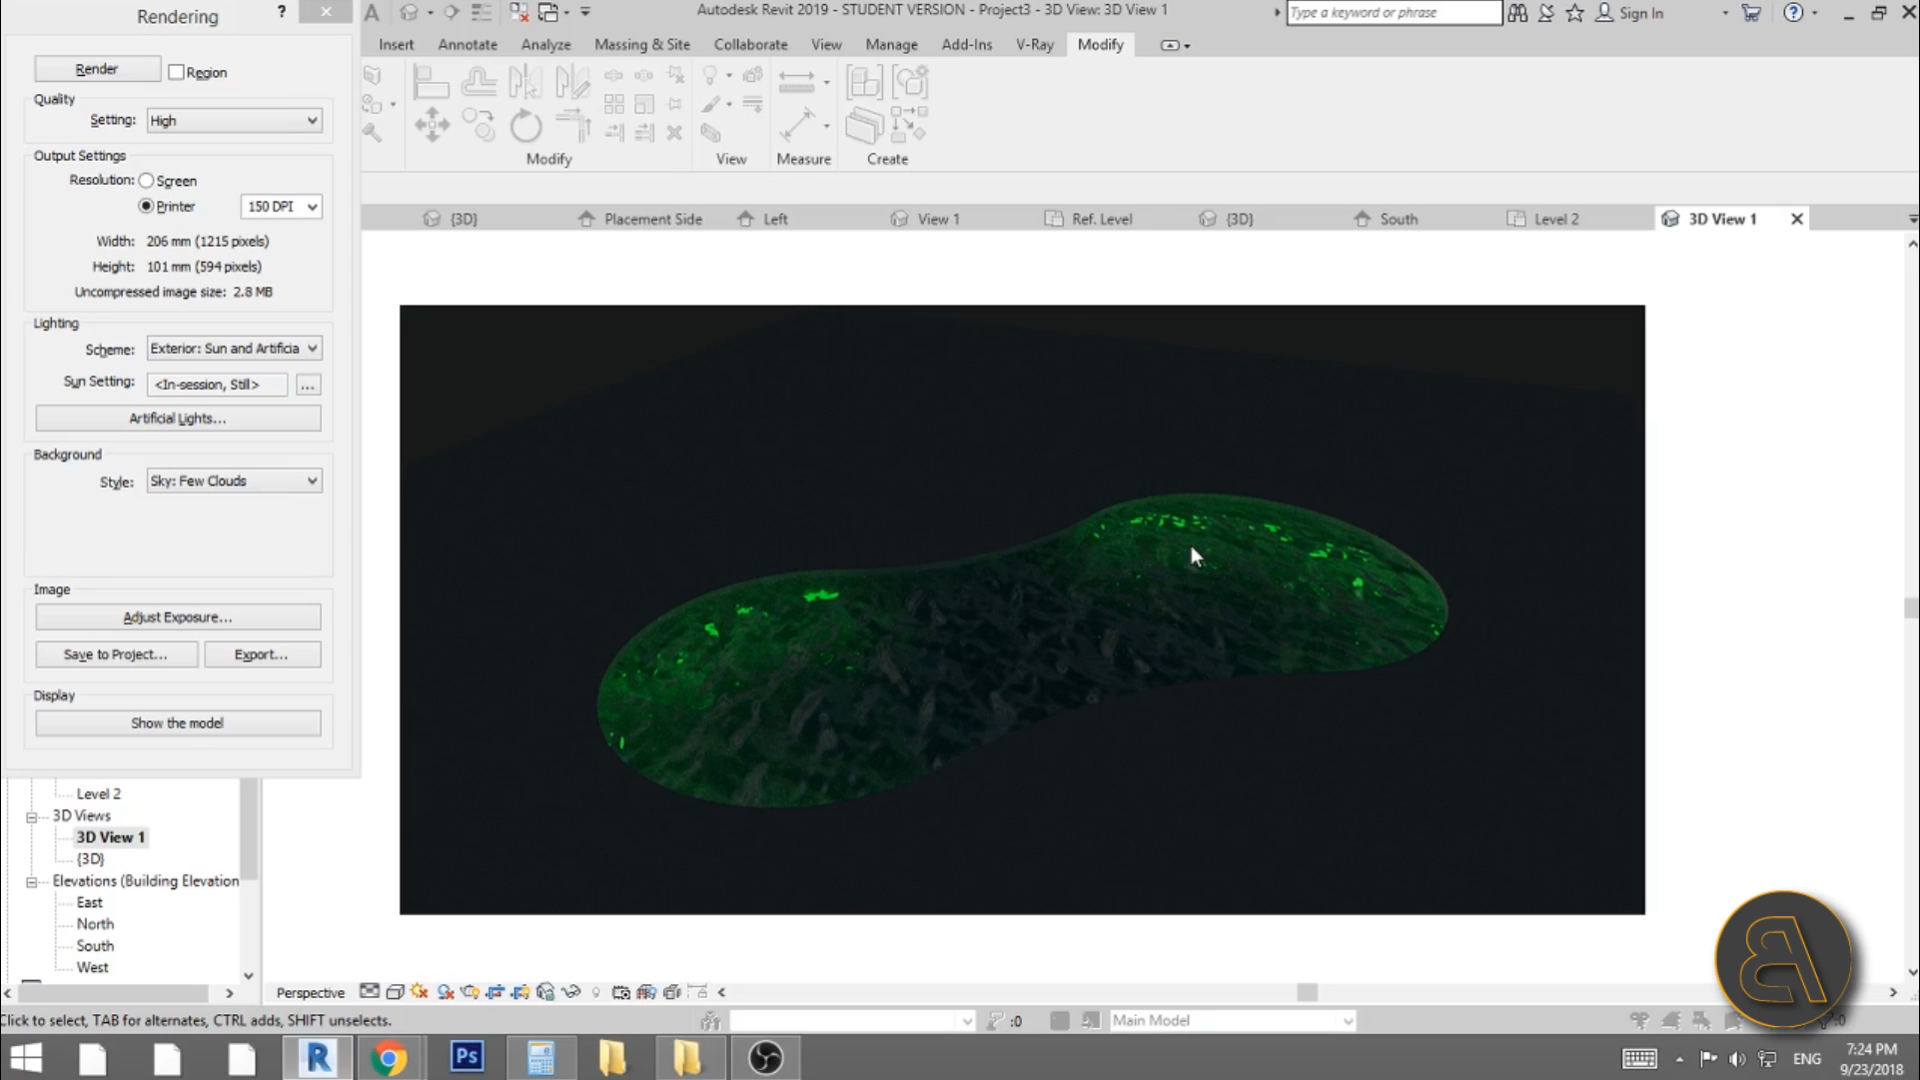 Rendering
?
Autodesk Revit 2019 - STUDENT VERSION - Project3 - 3D View: 3D View 1
Type a keyword or phrase
Sign In
Insert Annotate Analyze Massing & Site Collaborate View Manage Add-Ins V-Ray Modify
Render
Region
Quality
Setting: High
Output Settings
Resolution: Screen
Printer
150 DPI
Width: 206 mm (1215 pixels)
Height: 101 mm (594 pixels)
Uncompressed image size: 2.8 MB
Lighting
Scheme: Exterior: Sun and Artificia
Sun Setting: <In-session, Still> ...
Artificial Lights...
Background
Style: Sky: Few Clouds
Image
Adjust Exposure...
Save to Project... Export...
Display
Show the model
Modify View Measure Create
{3D} Placement Side Left View 1 Ref. Level {3D} South Level 2 3D View 1
Level 2
3D Views
3D View 1
{3D}
Elevations (Building Elevation
East
North
South
West
Perspective
Click to select, TAB for alternates, CTRL adds, SHIFT unselects.
:0
Main Model
:0
R
Ps
ENG
7:24 PM
9/23/2018